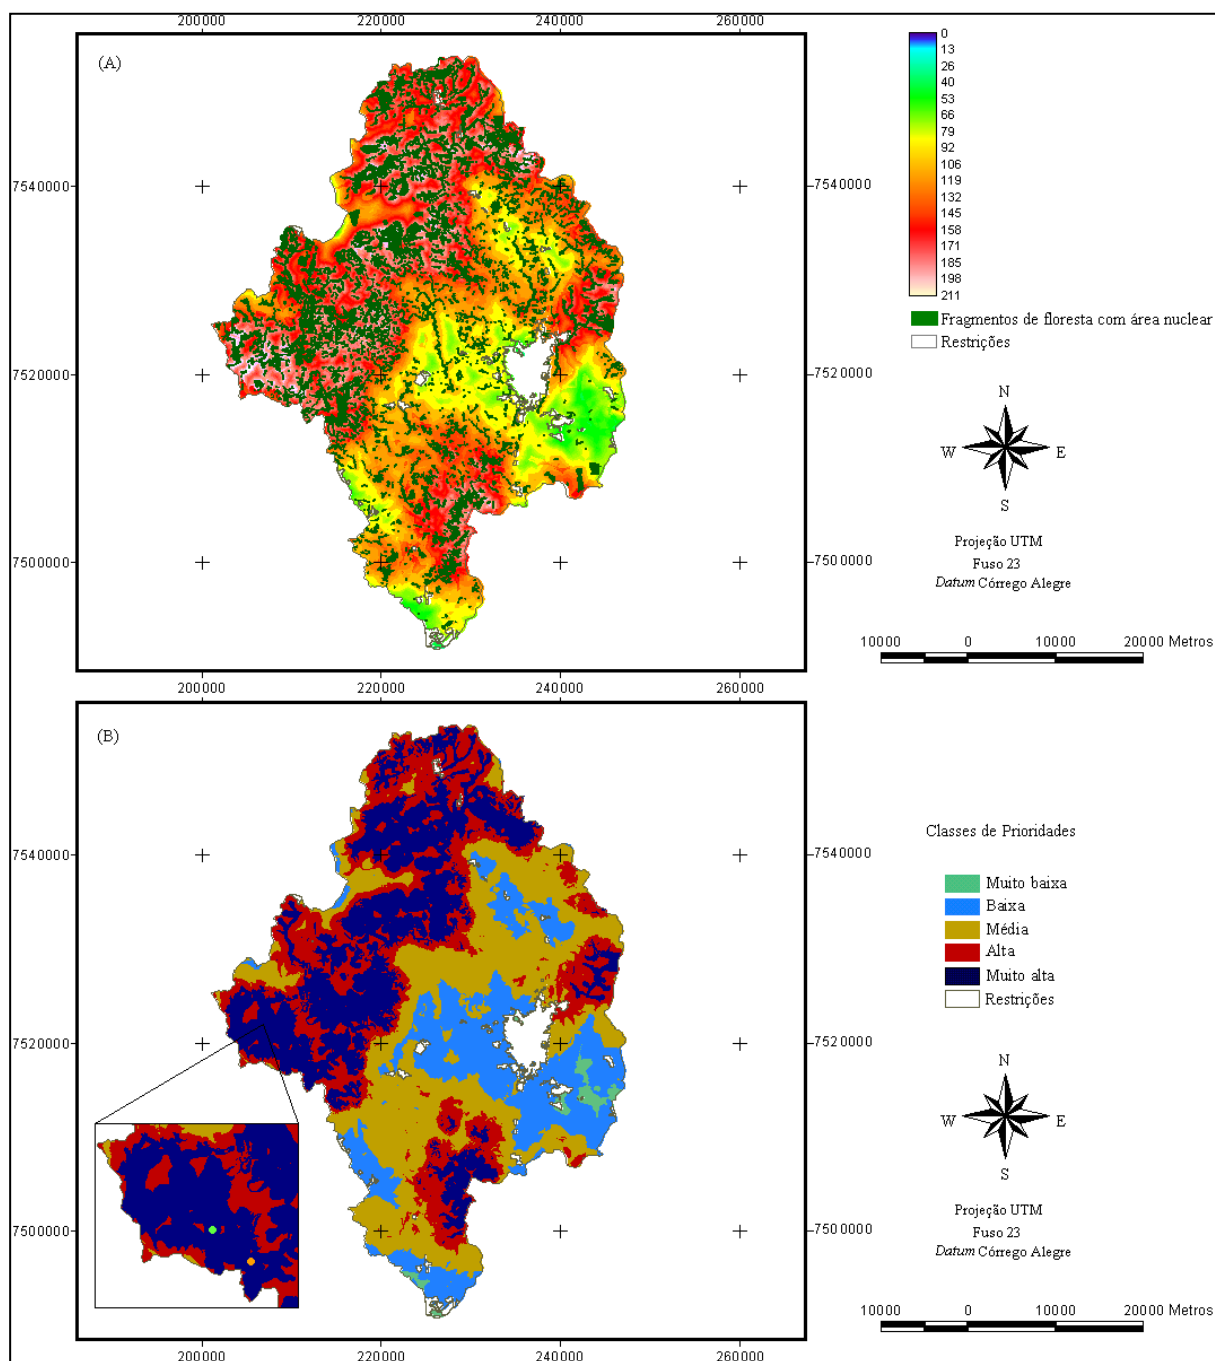 200000 220000 240000 260000
(A)
7540000 7540000
7520000 7520000
7500000 7500000
200000 220000 240000 260000
0
13
26
40
53
66
79
92
106
119
132
145
158
171
185
198
211
Fragmentos de floresta com área nuclear
Restrições
N
W E
S
Projeção UTM
Fuso 23
Datum Córrego Alegre
10000 0 10000 20000 Metros
(B)
7540000 7540000
7520000 7520000
7500000 7500000
200000 220000 240000 260000
Classes de Prioridades
Muito baixa
Baixa
Média
Alta
Muito alta
Restrições
N
W E
S
Projeção UTM
Fuso 23
Datum Córrego Alegre
10000 0 10000 20000 Metros